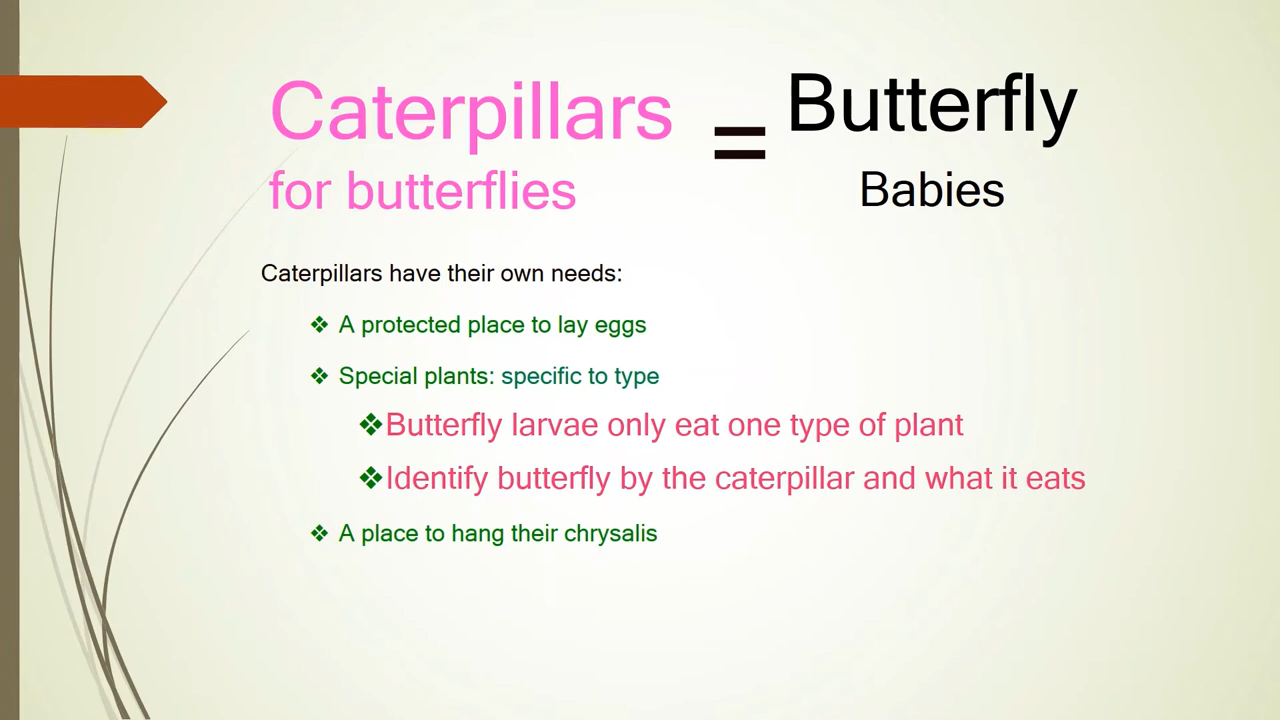 Caterpillars = Butterfly
for butterflies Babies
Caterpillars have their own needs:
❖ A protected place to lay eggs
❖ Special plants: specific to type
❖Butterfly larvae only eat one type of plant
❖Identify butterfly by the caterpillar and what it eats
❖ A place to hang their chrysalis